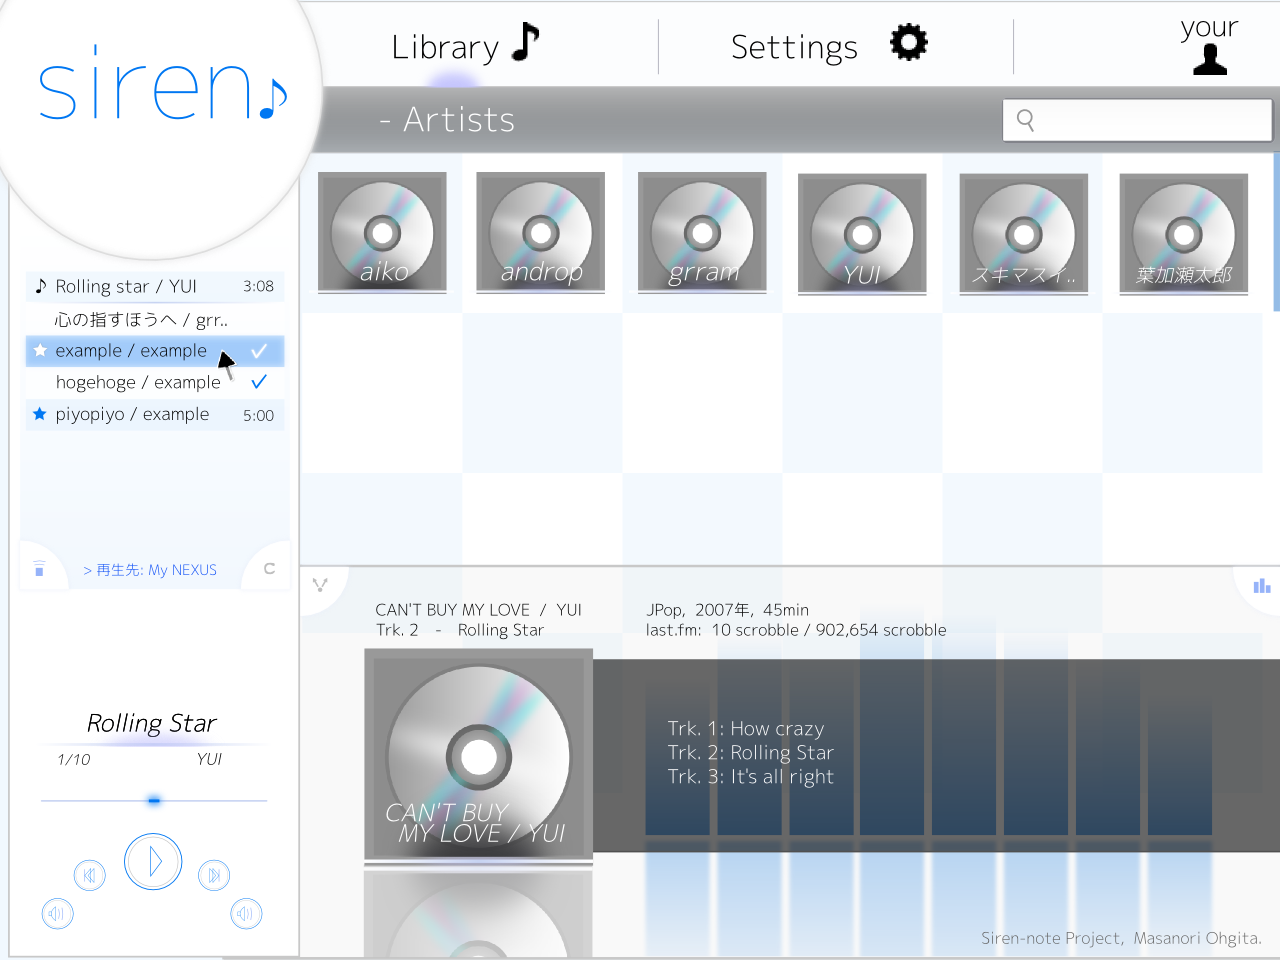 siren
Library
Settings
your
- Artists
aiko
androp
grram
YUI
スキマスイ..
葉加瀬太郎
Rolling star / YUI 3:08
心の指すほうへ / grr..
example / example
hogehoge / example
piyopiyo / example 5:00
> 再生先: My NEXUS
Rolling Star
1/10 YUI
CAN'T BUY MY LOVE / YUI
Trk. 2 - Rolling Star
JPop, 2007年, 45min
last.fm: 10 scrobble / 902,654 scrobble
CAN'T BUY
MY LOVE / YUI
Trk. 1: How crazy
Trk. 2: Rolling Star
Trk. 3: It's all right
Siren-note Project, Masanori Ohgita.